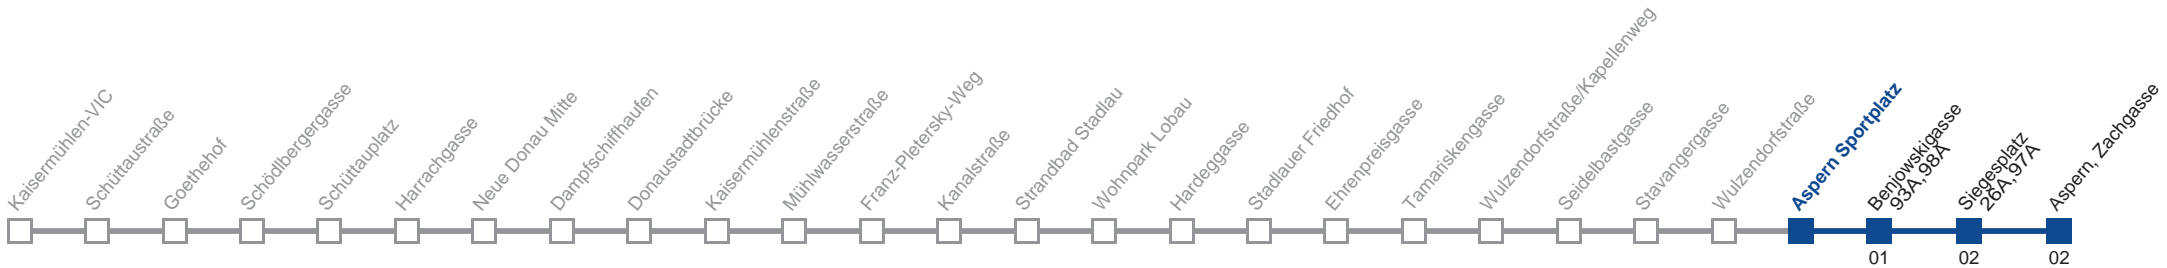 Kaisermühlen-VIC
Schüttaustraße
Goethehof
Schödlbergergasse
Schüttauplatz
Harrachgasse
Neue Donau Mitte
Dampfschiffhaufen
Donaustadtbrücke
Kaisermühlenstraße
Mühlwasserstraße
Franz-Pletersky-Weg
Kanalstraße
Strandbad Stadlau
Wohnpark Lobau
Hardeggasse
Stadlauer Friedhof
Ehrenpreisgasse
Tamariskengasse
Wulzendorfstraße/Kapellenweg
Seidelbastgasse
Stavangergasse
Wulzendorfstraße
Aspern Sportplatz
Benjowskigasse
93A,98A
Siegesplatz
26A,97A
Aspern, Zachgasse
01
02
02